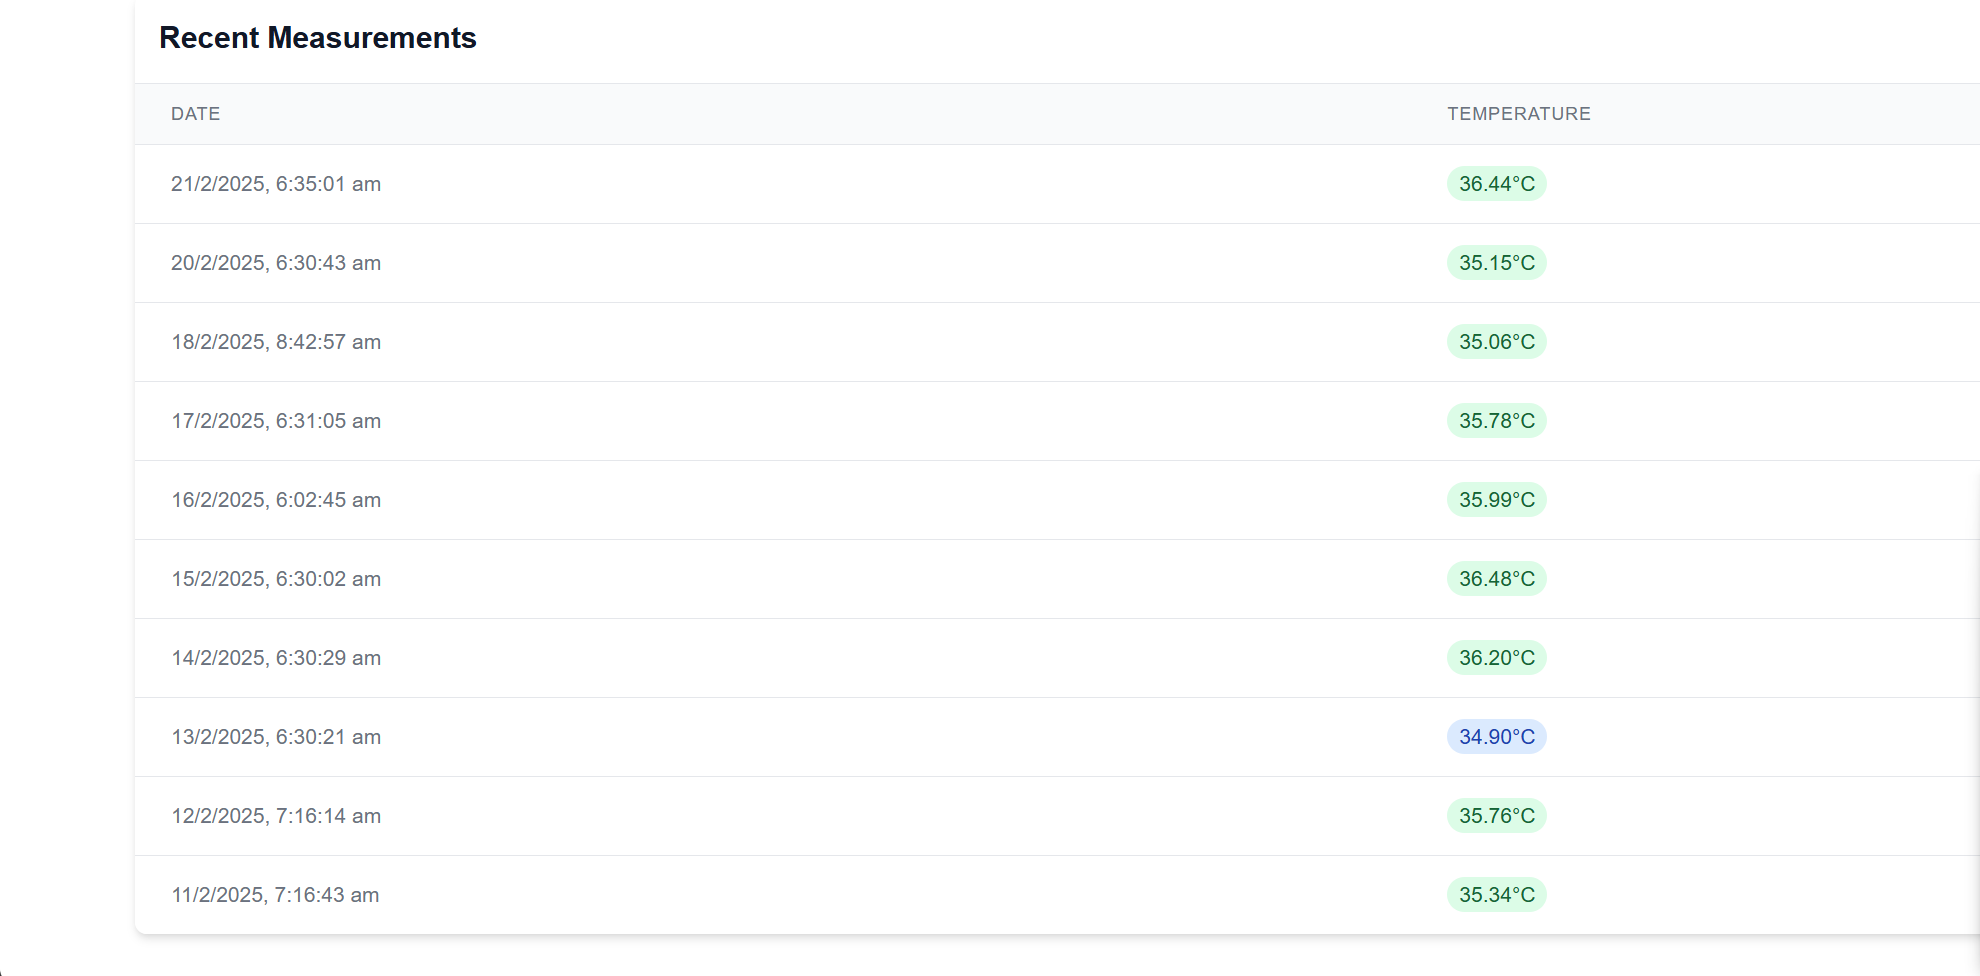 Recent Measurements
DATE TEMPERATURE
21/2/2025, 6:35:01 am 36.44°C
20/2/2025, 6:30:43 am 35.15°C
18/2/2025, 8:42:57 am 35.06°C
17/2/2025, 6:31:05 am 35.78°C
16/2/2025, 6:02:45 am 35.99°C
15/2/2025, 6:30:02 am 36.48°C
14/2/2025, 6:30:29 am 36.20°C
13/2/2025, 6:30:21 am 34.90°C
12/2/2025, 7:16:14 am 35.76°C
11/2/2025, 7:16:43 am 35.34°C